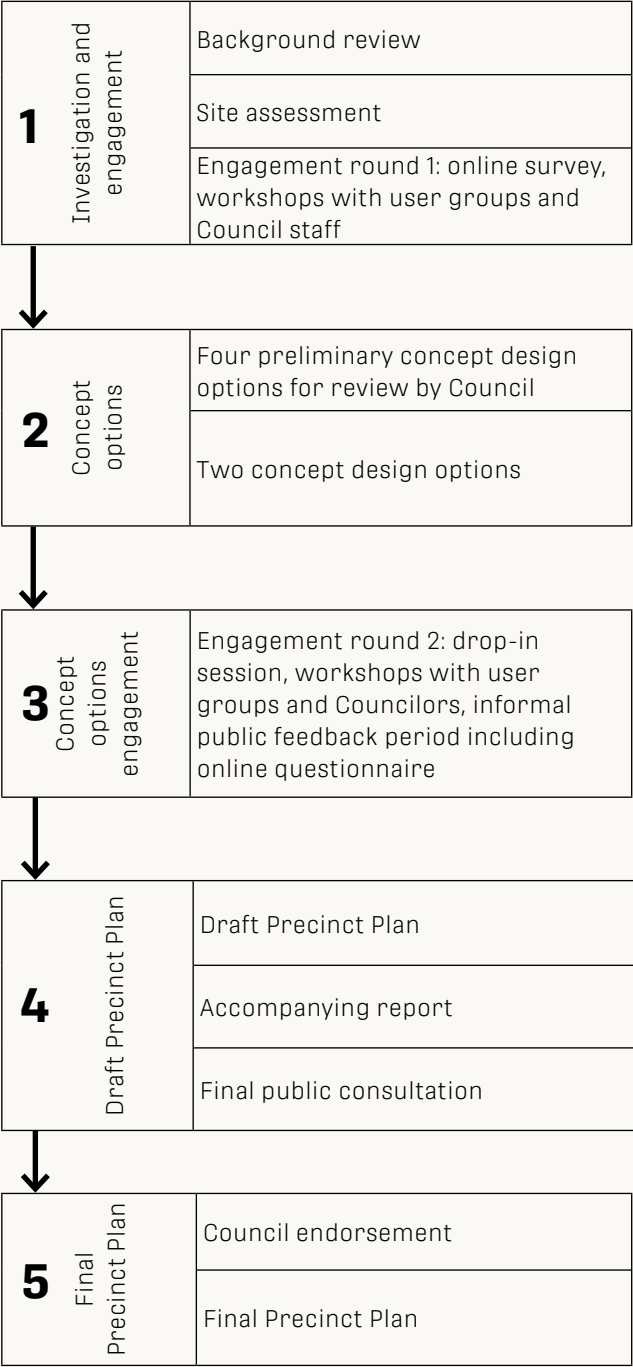 1
Investigation and
engagement
Background review
Site assessment
Engagement round 1: online survey,
workshops with user groups and
Council staff
2
Concept
options
Four preliminary concept design
options for review by Council
Two concept design options
3
Concept
options
engagement
Engagement round 2: drop-in
session, workshops with user
groups and Councilors, informal
public feedback period including
online questionnaire
4
Draft Precinct Plan
Draft Precinct Plan
Accompanying report
Final public consultation
5
Final
Precinct Plan
Council endorsement
Final Precinct Plan